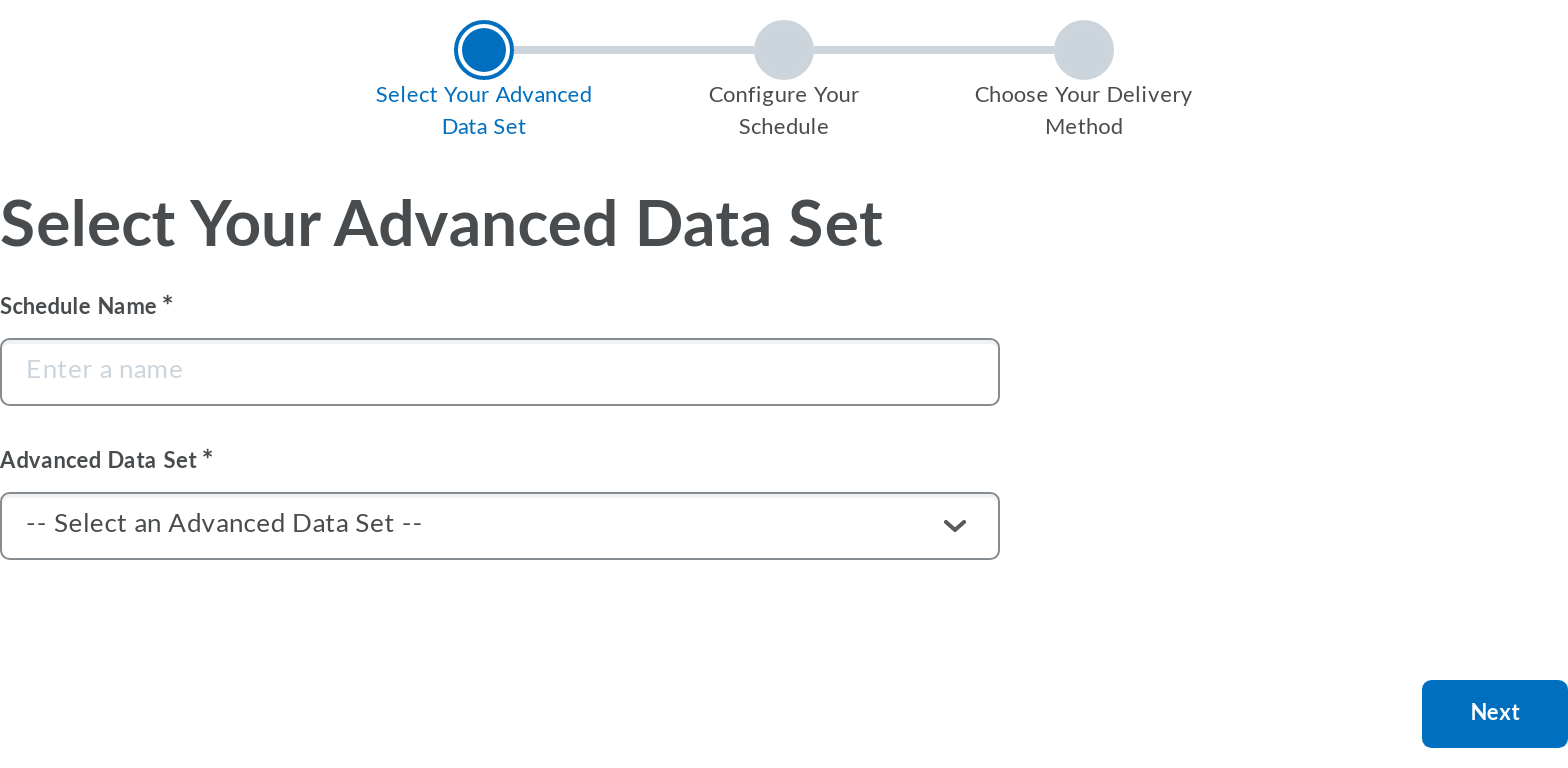 Select Your Advanced
Data Set
Configure Your
Schedule
Choose Your Delivery
Method
Select Your Advanced Data Set
Schedule Name *
Enter a name
Advanced Data Set *
-- Select an Advanced Data Set --
Next